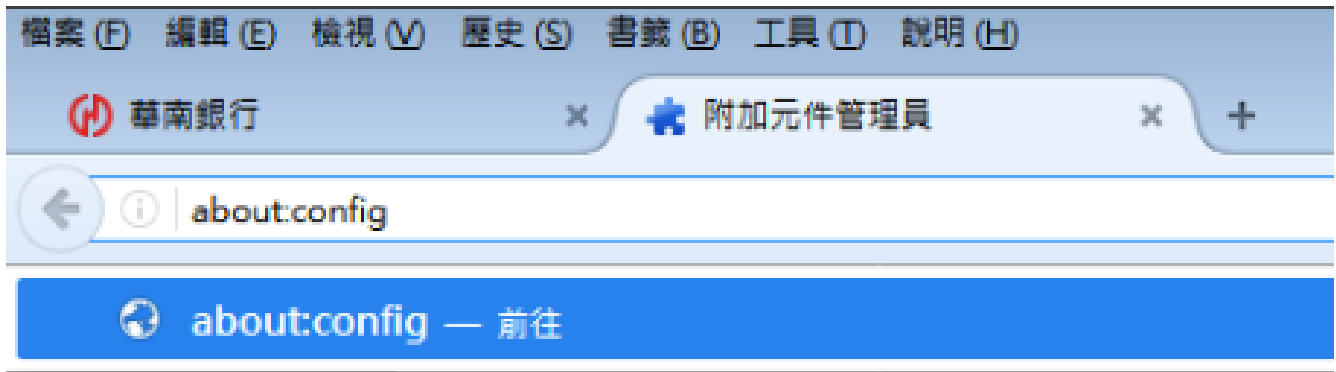 檔案(F) 編輯(E) 檢視(V) 歷史(S) 書籤(B) 工具(T) 說明(H)
華南銀行 × 附加元件管理員 × +
about:config
about:config — 前往